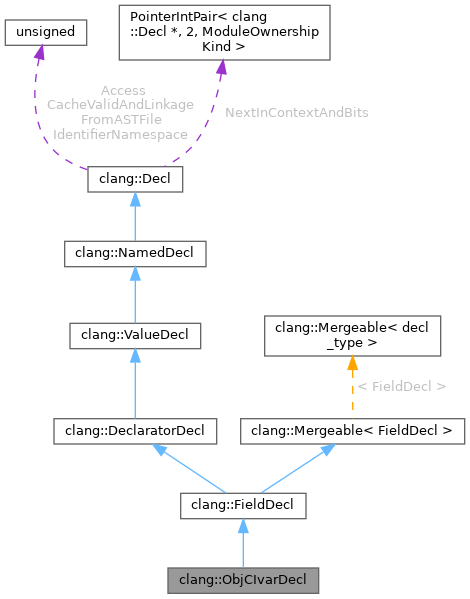 unsigned
PointerIntPair< clang
::Decl *, 2, ModuleOwnership
Kind >
Access
CacheValidAndLinkage
FromASTFile
IdentifierNamespace
NextInContextAndBits
clang::Decl
clang::NamedDecl
clang::ValueDecl
clang::Mergeable< decl
_type >
< FieldDecl >
clang::DeclaratorDecl
clang::Mergeable< FieldDecl >
clang::FieldDecl
clang::ObjCIvarDecl